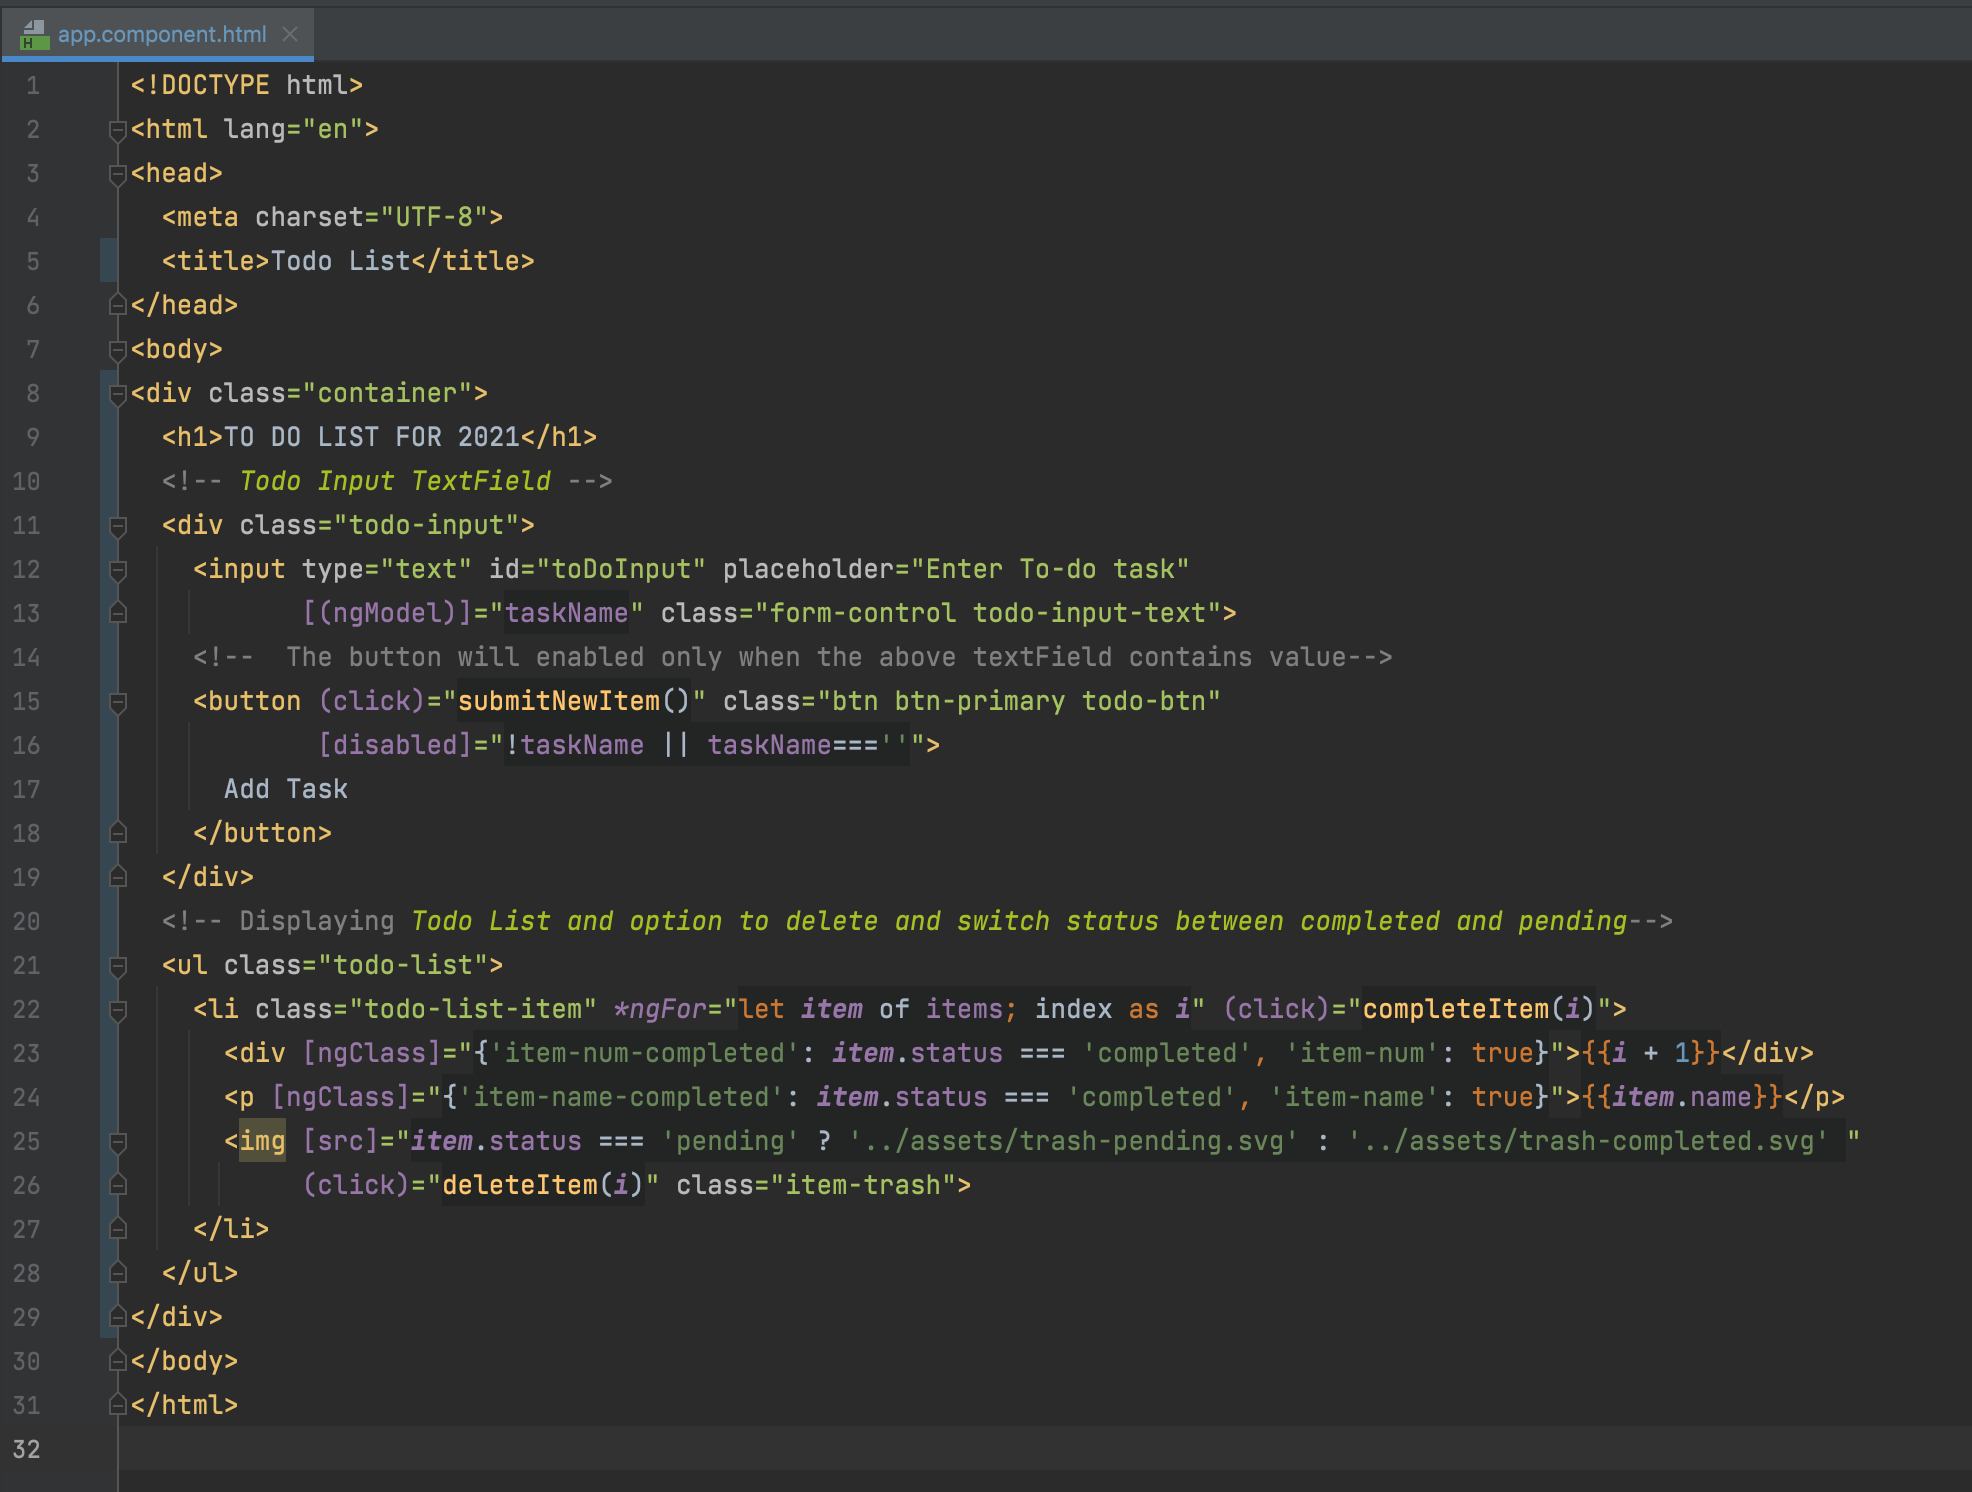 app.component.html
1 <!DOCTYPE html>
2 <html lang="en">
3 <head>
4 <meta charset="UTF-8">
5 <title>Todo List</title>
6 </head>
7 <body>
8 <div class="container">
9 <h1>TO DO LIST FOR 2021</h1>
10 <!-- Todo Input TextField -->
11 <div class="todo-input">
12 <input type="text" id="toDoInput" placeholder="Enter To-do task"
13 [(ngModel)]="taskName" class="form-control todo-input-text">
14 <!--  The button will enabled only when the above textField contains value-->
15 <button (click)="submitNewItem()" class="btn btn-primary todo-btn"
16 [disabled]="!taskName || taskName===''">
17 Add Task
18 </button>
19 </div>
20 <!-- Displaying Todo List and option to delete and switch status between completed and pending-->
21 <ul class="todo-list">
22 <li class="todo-list-item" *ngFor="let item of items; index as i" (click)="completeItem(i)">
23 <div [ngClass]="{'item-num-completed': item.status === 'completed', 'item-num': true}">{{i + 1}}</div>
24 <p [ngClass]="{'item-name-completed': item.status === 'completed', 'item-name': true}">{{item.name}}</p>
25 <img [src]="item.status === 'pending' ? '../assets/trash-pending.svg' : '../assets/trash-completed.svg' "
26 (click)="deleteItem(i)" class="item-trash">
27 </li>
28 </ul>
29 </div>
30 </body>
31 </html>
32